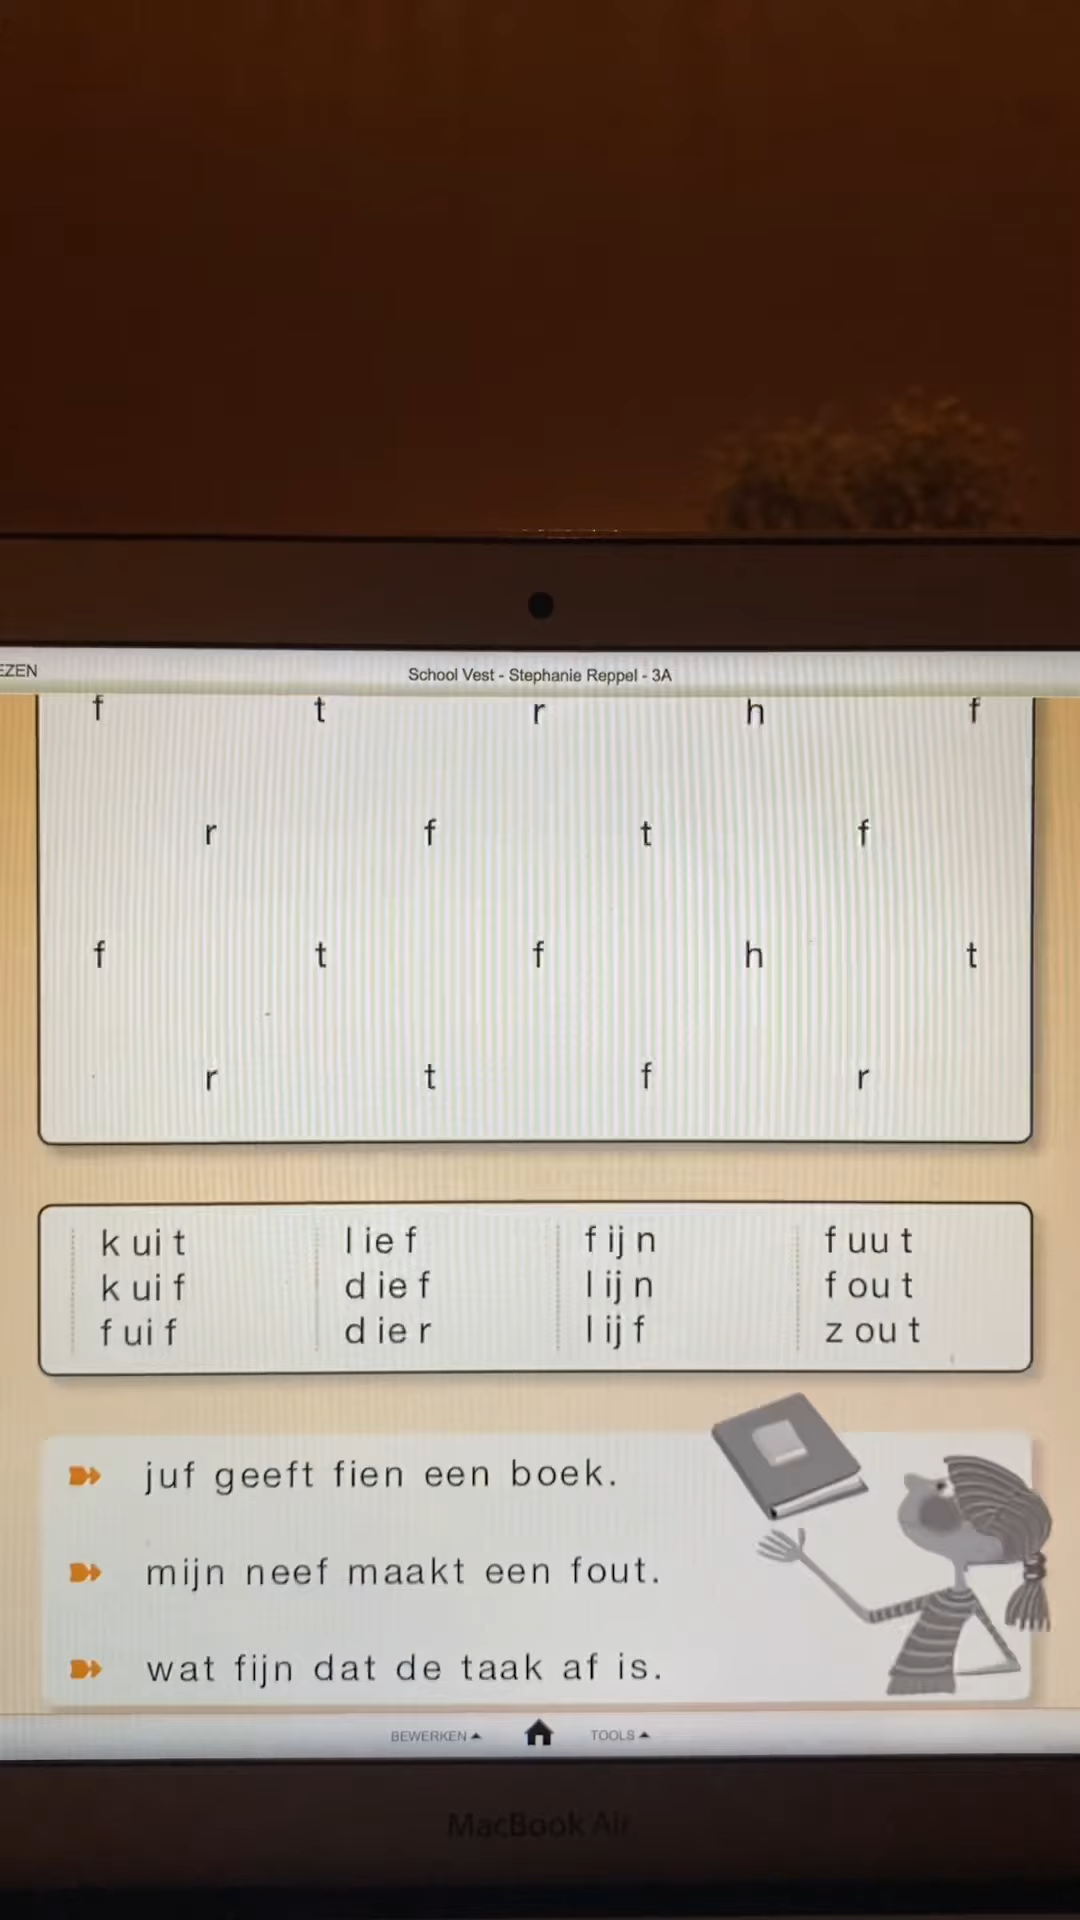 EZEN
School Vest - Stephanie Reppel - 3A
f t r h f
r f t f
f t f h t
r t f r
k ui t l ie f f ij n f uu t
k ui f d ie f l ij n f ou t
f ui f d ie r l ij f z ou t
juf geeft fien een boek.
mijn neef maakt een fout.
wat fijn dat de taak af is.
BEWERKEN TOOLS
MacBook Air